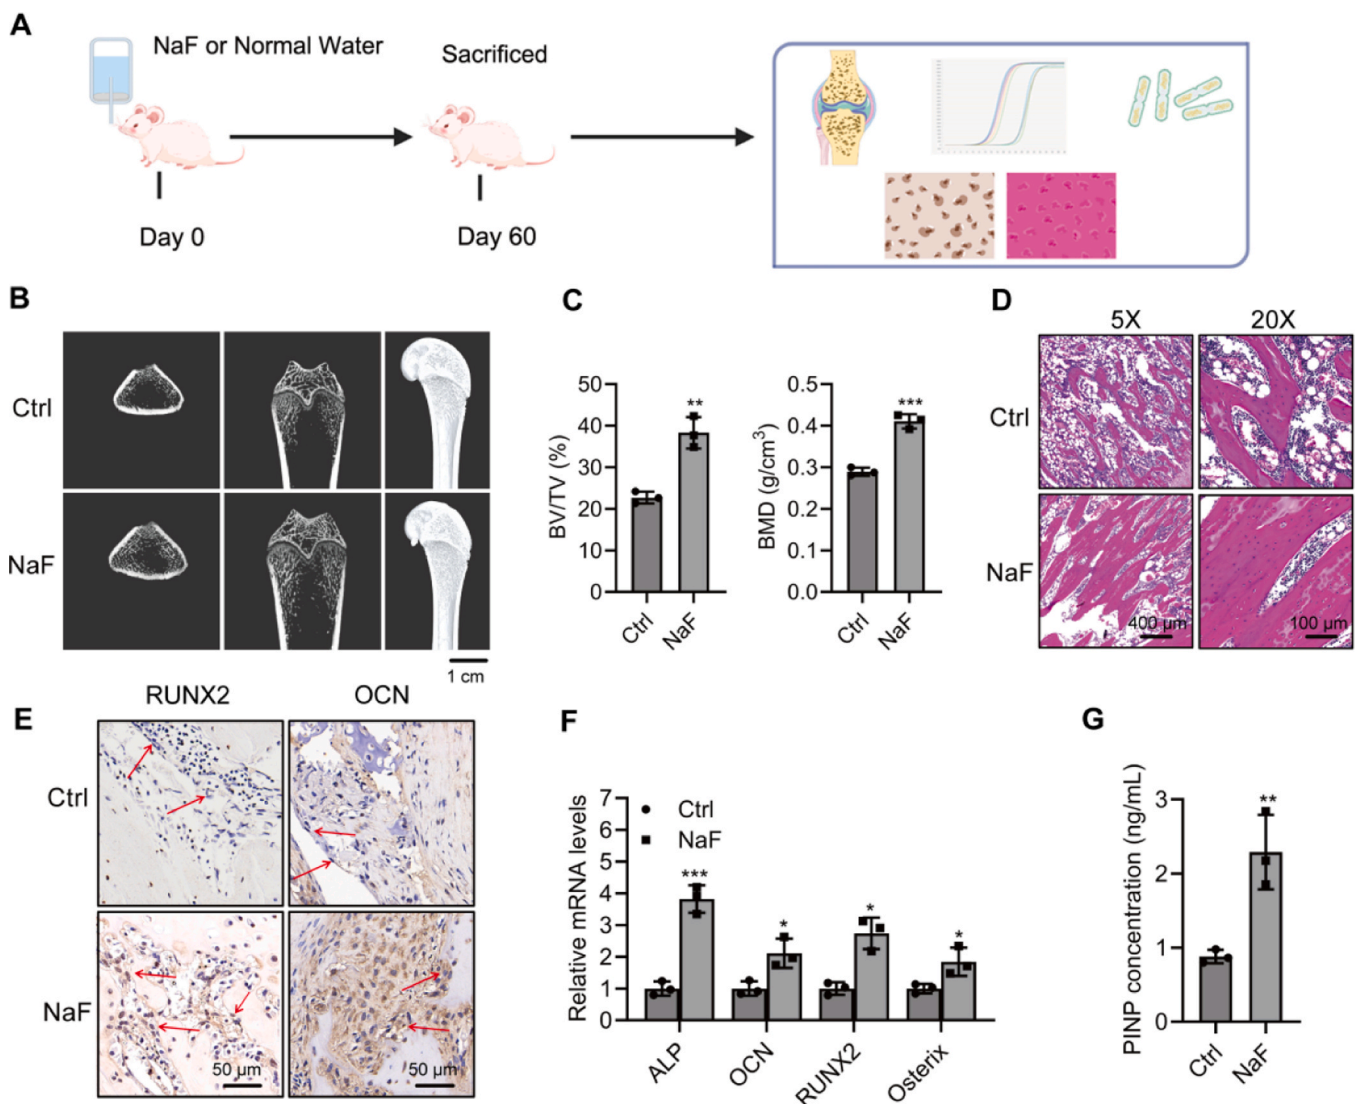 A
NaF or Normal Water
Sacrificed
Day 0
Day 60
B
Ctrl
NaF
1 cm
C
BV/TV (%)
50
40
30
20
10
0
**
Ctrl
NaF
BMD (g/cm³)
0.5
0.4
0.3
0.2
0.1
0.0
***
Ctrl
NaF
D
5X
20X
Ctrl
NaF
400 µm
100 µm
E
RUNX2
OCN
Ctrl
NaF
50 µm
50 µm
F
Relative mRNA levels
7
6
5
4
3
2
1
0
Ctrl
NaF
***
*
*
*
ALP
OCN
RUNX2
Osterix
G
PINP concentration (ng/mL)
3
2
1
0
**
Ctrl
NaF